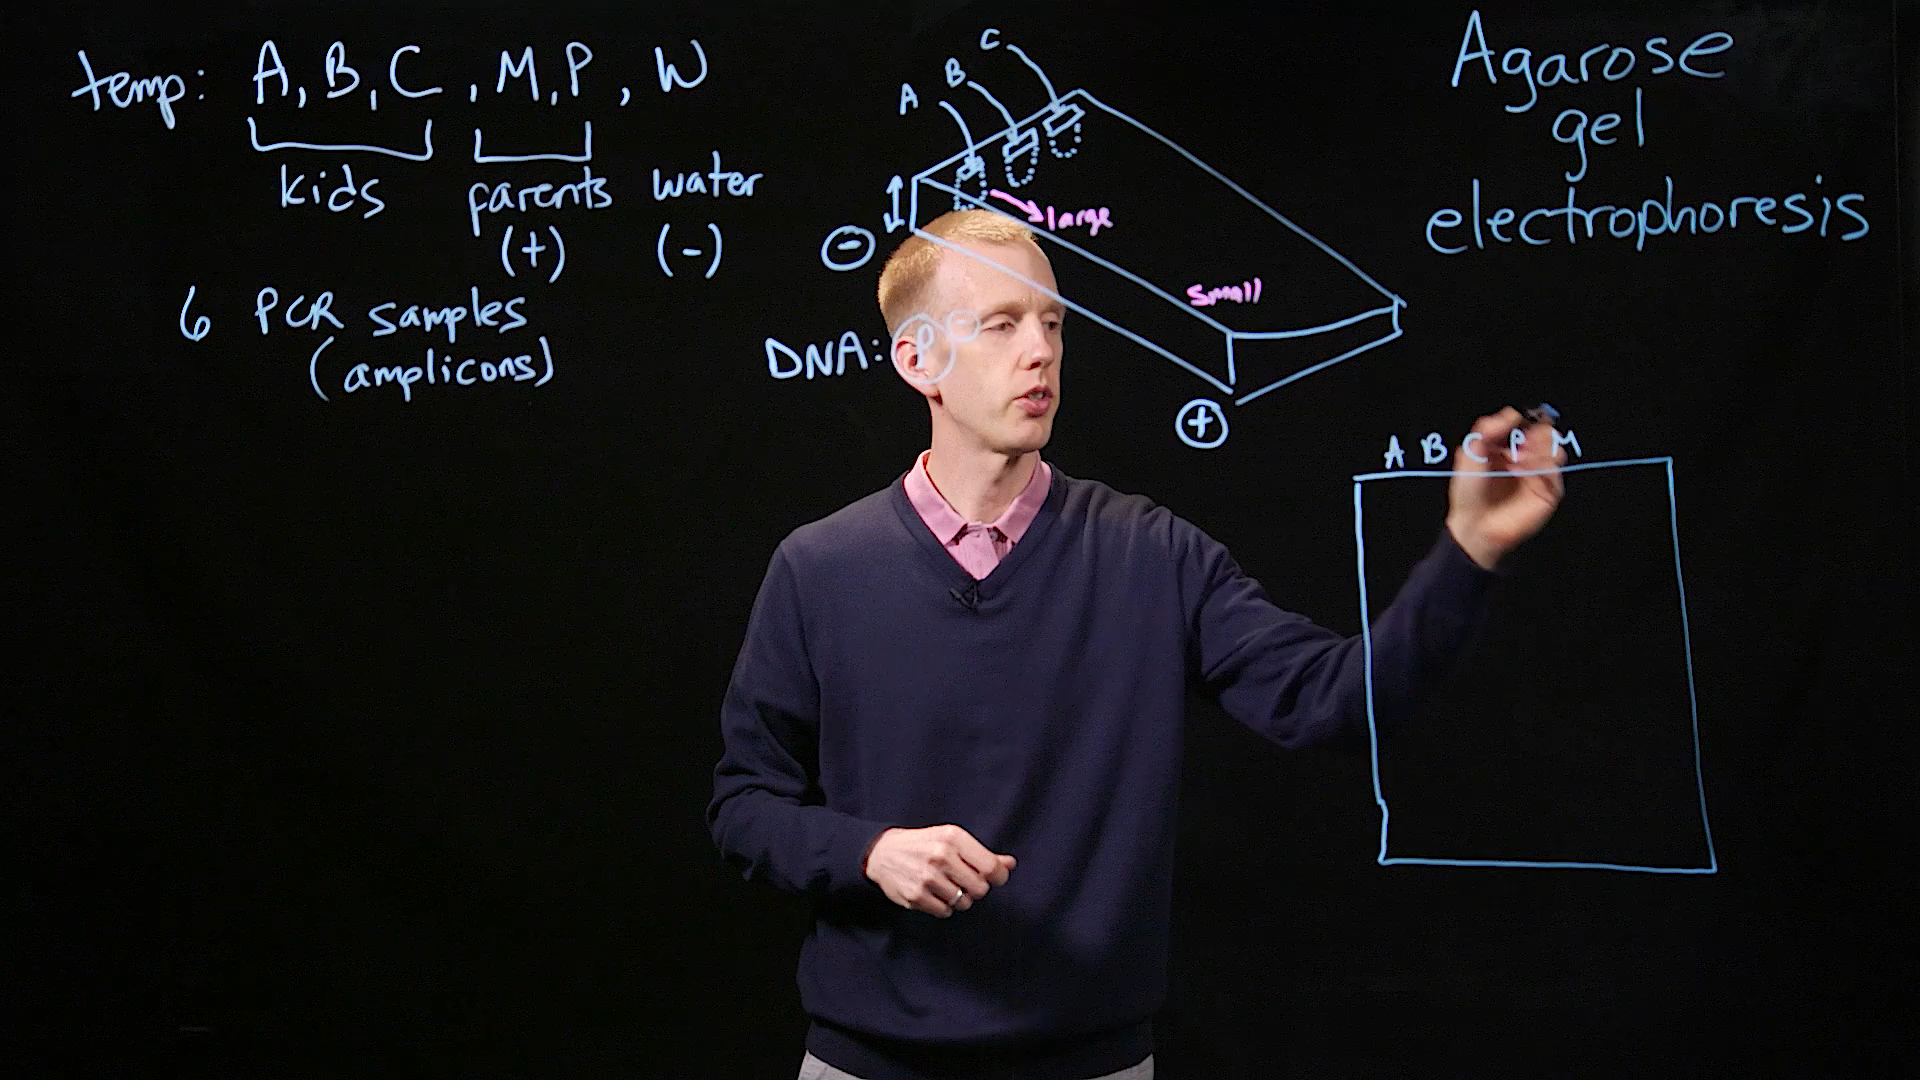 temp: A, B, C, M, P, W
kids parents water
(+) (-)
6 PCR samples
(amplicons)
A
B
C
large
-
small
DNA: P -
+
Agarose
gel
electrophoresis
A B C P M